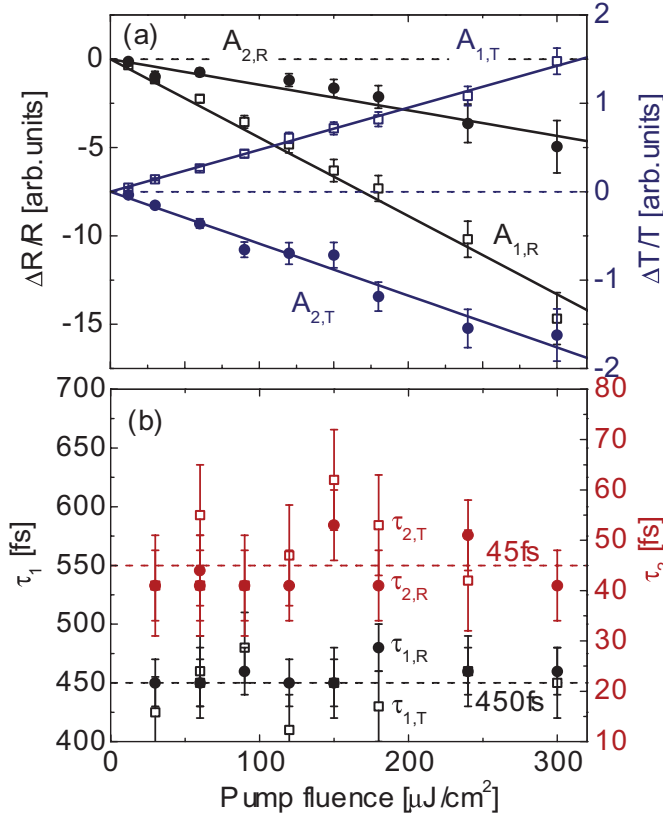 (a)
A2,R
A1,T
A1,R
A2,T
ΔR/R [arb.units]
0
-5
-10
-15
ΔT/T [arb.units]
2
1
0
-1
-2
(b)
τ1 [fs]
700
650
600
550
500
450
400
τ2 [fs]
80
70
60
50
40
30
20
10
τ2,T
45fs
τ2,R
τ1,R
τ1,T
450fs
0 100 200 300
Pump fluence [μJ/cm²]